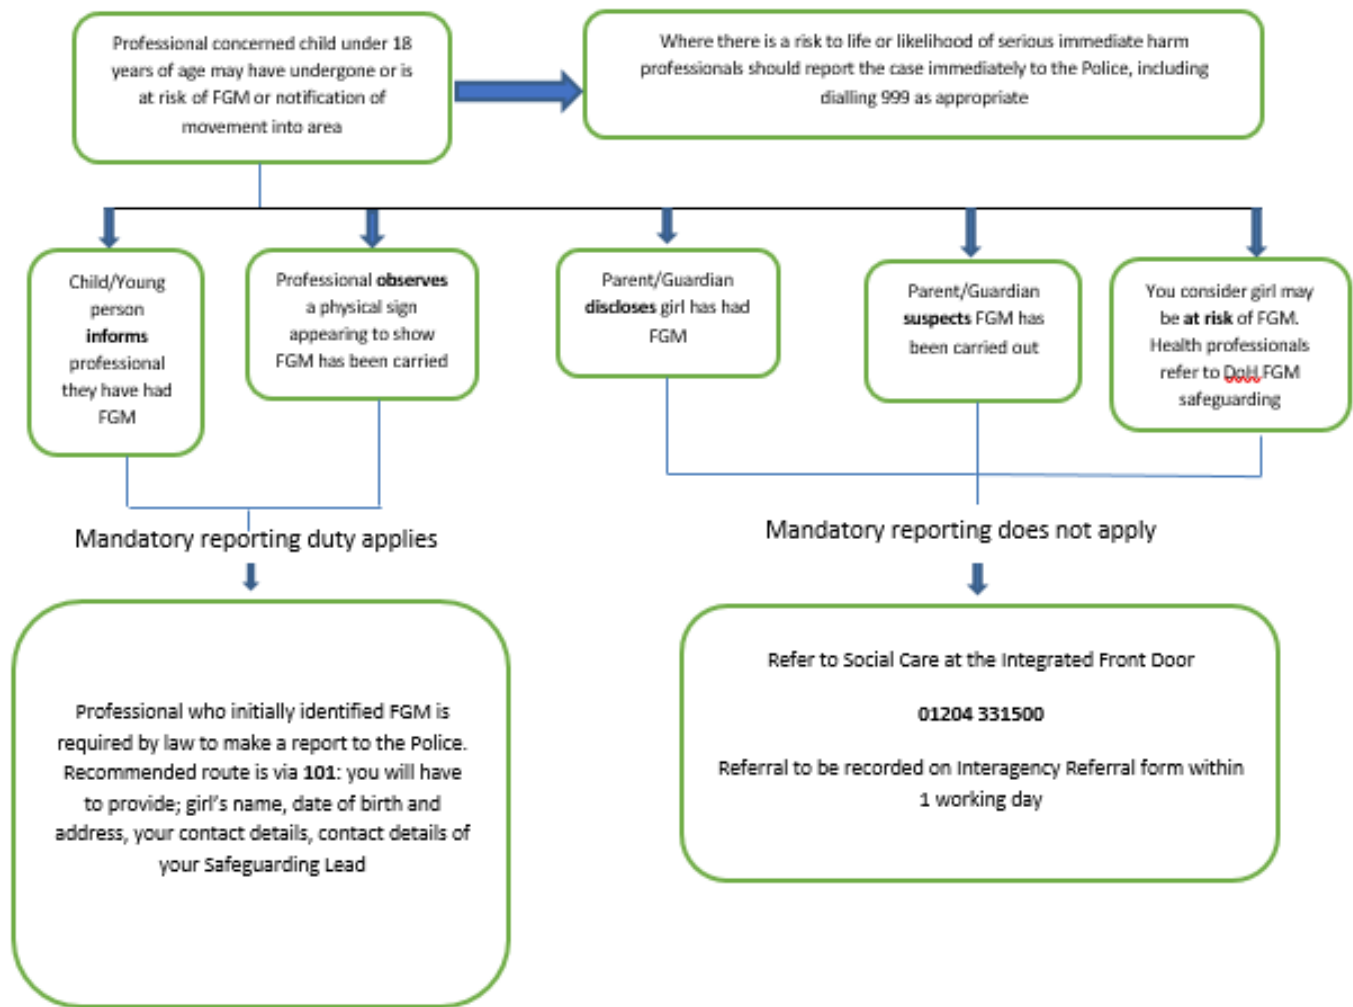 Professional concerned child under 18
years of age may have undergone or is
at risk of FGM or notification of
movement into area
Where there is a risk to life or likelihood of serious immediate harm
professionals should report the case immediately to the Police, including
dialling 999 as appropriate
Child/Young
person
informs
professional
they have had
FGM
Professional observes
a physical sign
appearing to show
FGM has been carried
Parent/Guardian
discloses girl has had
FGM
Parent/Guardian
suspects FGM has
been carried out
You consider girl may
be at risk of FGM.
Health professionals
refer to DoH FGM
safeguarding
Mandatory reporting duty applies
Mandatory reporting does not apply
Professional who initially identified FGM is
required by law to make a report to the Police.
Recommended route is via 101: you will have
to provide; girl's name, date of birth and
address, your contact details, contact details of
your Safeguarding Lead
Refer to Social Care at the Integrated Front Door
01204 331500
Referral to be recorded on Interagency Referral form within
1 working day